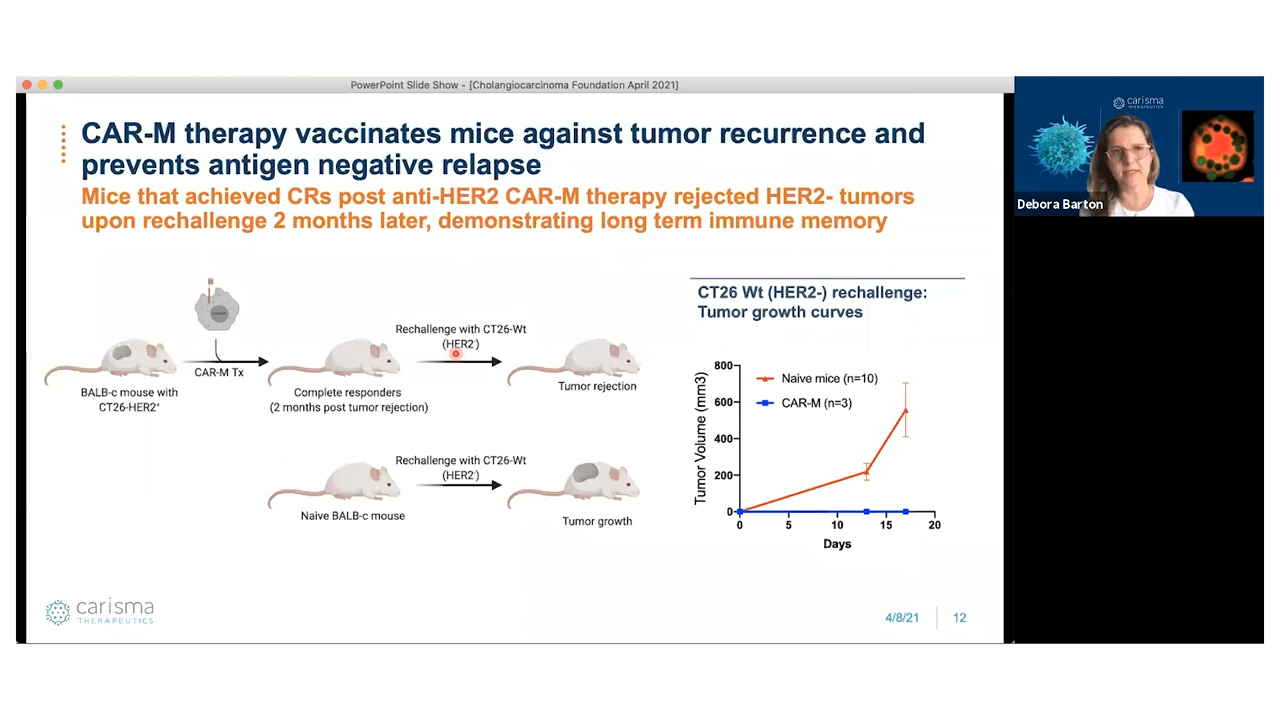 PowerPoint Slide Show - [Cholangiocarcinoma Foundation April 2021]
CAR-M therapy vaccinates mice against tumor recurrence and
prevents antigen negative relapse
Mice that achieved CRs post anti-HER2 CAR-M therapy rejected HER2- tumors
upon rechallenge 2 months later, demonstrating long term immune memory
BALB-c mouse with
CT26-HER2⁺
CAR-M Tx
Complete responders
(2 months post tumor rejection)
Rechallenge with CT26-Wt
(HER2⁻)
Tumor rejection
Naive BALB-c mouse
Rechallenge with CT26-Wt
(HER2⁻)
Tumor growth
CT26 Wt (HER2-) rechallenge:
Tumor growth curves
Tumor Volume (mm3)
800
600
400
200
0
Naive mice (n=10)
CAR-M (n=3)
0 5 10 15 20
Days
carisma
THERAPEUTICS
4/8/21
12
carisma
THERAPEUTICS
Debora Barton